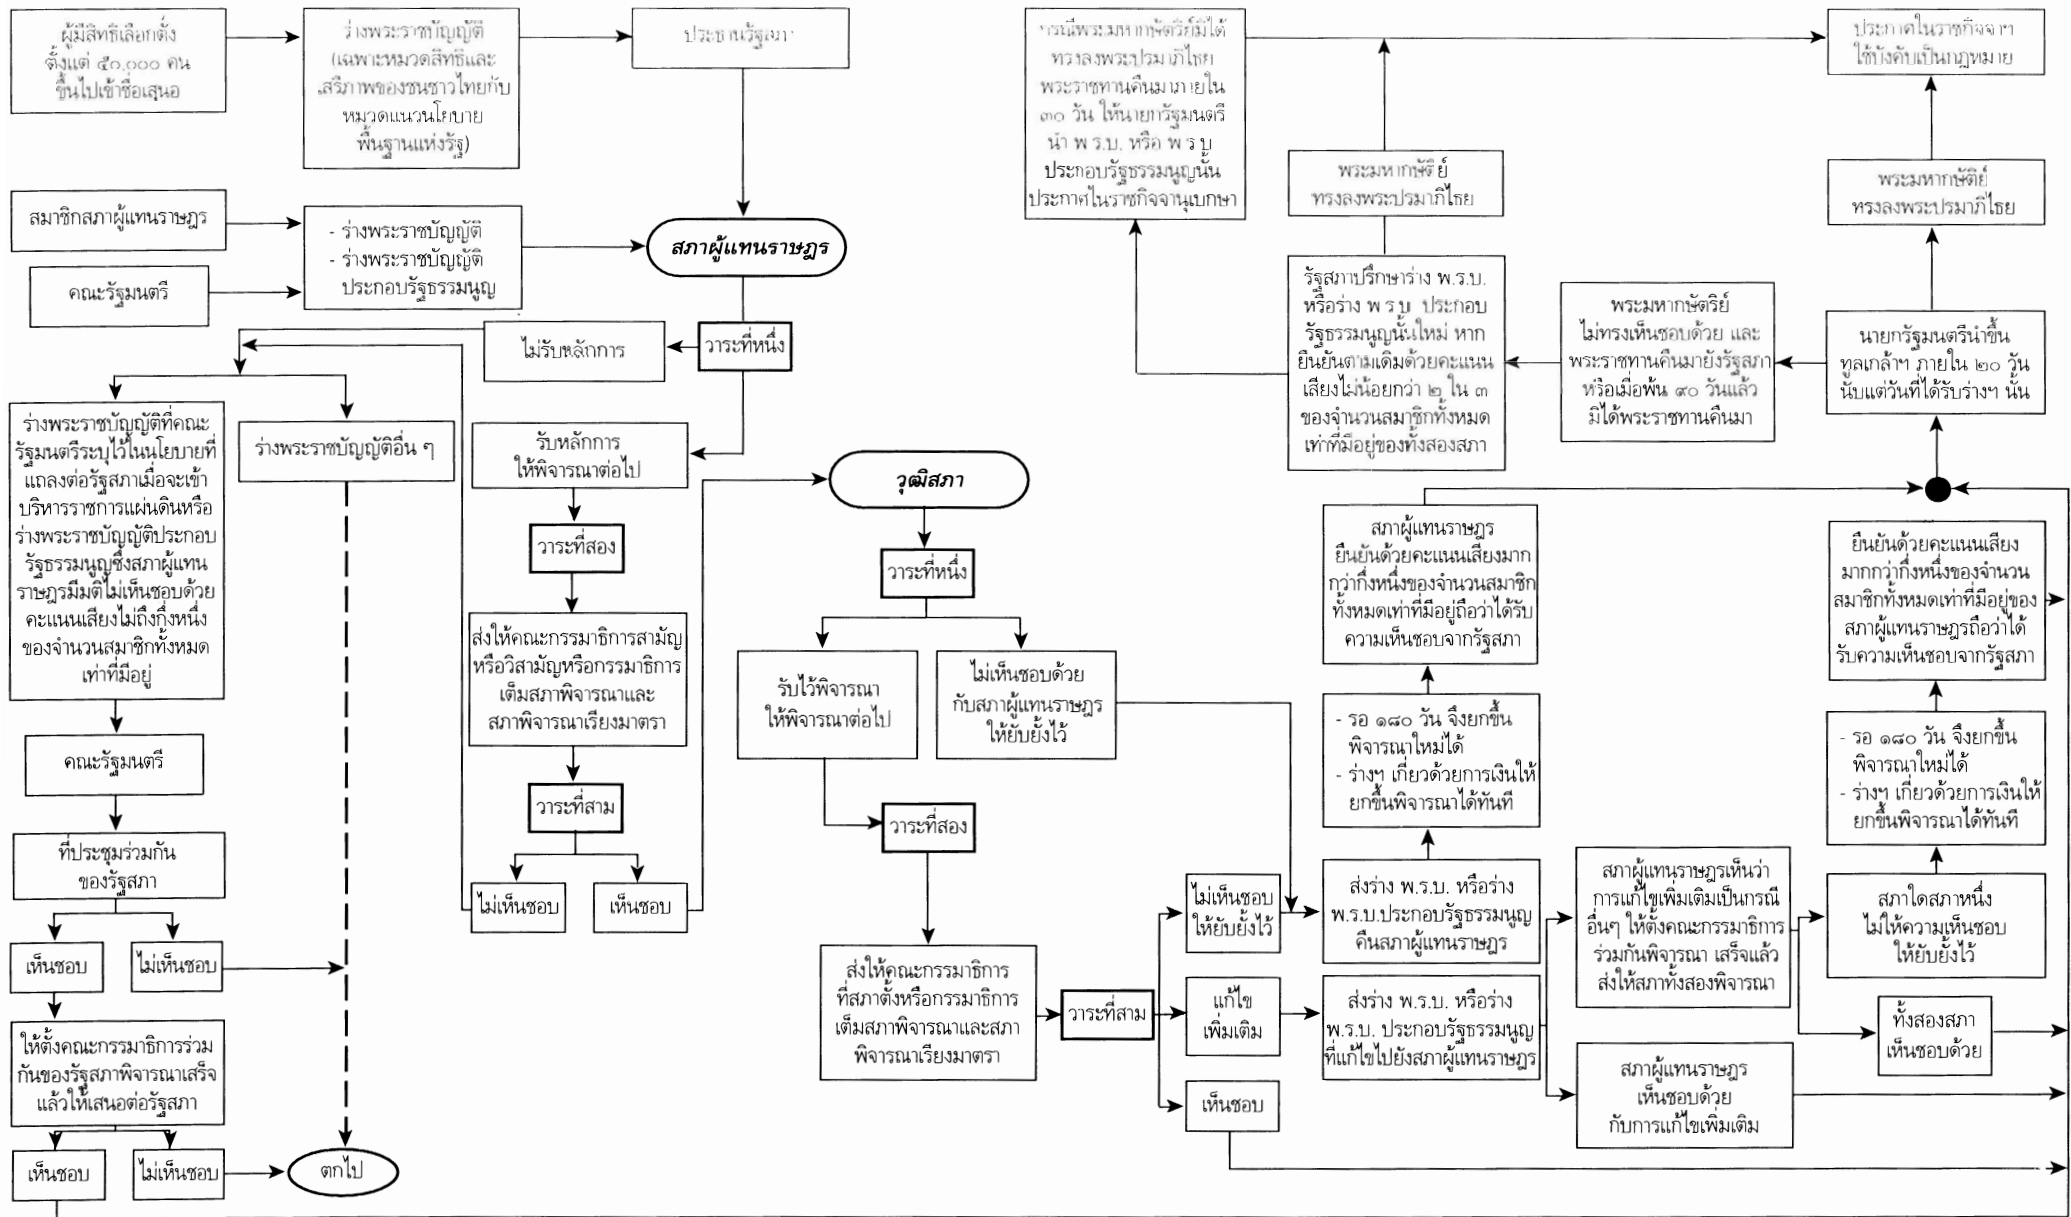 ผู้มีสิทธิเลือกตั้ง
ตั้งแต่ ๕๐,๐๐๐ คน
ขึ้นไปเข้าชื่อเสนอ
ร่างพระราชบัญญัติ
(เฉพาะหมวดสิทธิและ
เสรีภาพของชนชาวไทยกับ
หมวดแนวนโยบาย
พื้นฐานแห่งรัฐ)
ประธานรัฐสภา
สมาชิกสภาผู้แทนราษฎร
คณะรัฐมนตรี
- ร่างพระราชบัญญัติ
- ร่างพระราชบัญญัติ
ประกอบรัฐธรรมนูญ
สภาผู้แทนราษฎร
วาระที่หนึ่ง
ไม่รับหลักการ
ร่างพระราชบัญญัติที่คณะ
รัฐมนตรีระบุไว้ในนโยบายที่
แถลงต่อรัฐสภาเมื่อจะเข้า
บริหารราชการแผ่นดินหรือ
ร่างพระราชบัญญัติประกอบ
รัฐธรรมนูญซึ่งสภาผู้แทน
ราษฎรมีมติไม่เห็นชอบด้วย
คะแนนเสียงไม่ถึงกึ่งหนึ่ง
ของจำนวนสมาชิกทั้งหมด
เท่าที่มีอยู่
ร่างพระราชบัญญัติอื่น ๆ
คณะรัฐมนตรี
ที่ประชุมร่วมกัน
ของรัฐสภา
เห็นชอบ
ไม่เห็นชอบ
ให้ตั้งคณะกรรมาธิการร่วม
กันของรัฐสภาพิจารณาเสร็จ
แล้วให้เสนอต่อรัฐสภา
เห็นชอบ
ไม่เห็นชอบ
ตกไป
รับหลักการ
ให้พิจารณาต่อไป
วาระที่สอง
ส่งให้คณะกรรมาธิการสามัญ
หรือวิสามัญหรือกรรมาธิการ
เต็มสภาพิจารณาและ
สภาพิจารณาเรียงมาตรา
วาระที่สาม
ไม่เห็นชอบ
เห็นชอบ
วุฒิสภา
วาระที่หนึ่ง
รับไว้พิจารณา
ให้พิจารณาต่อไป
ไม่เห็นชอบด้วย
กับสภาผู้แทนราษฎร
ให้ยับยั้งไว้
วาระที่สอง
ส่งให้คณะกรรมาธิการ
ที่สภาตั้งหรือกรรมาธิการ
เต็มสภาพิจารณาและสภา
พิจารณาเรียงมาตรา
วาระที่สาม
ไม่เห็นชอบ
ให้ยับยั้งไว้
แก้ไข
เพิ่มเติม
เห็นชอบ
ส่งร่าง พ.ร.บ. หรือร่าง
พ.ร.บ.ประกอบรัฐธรรมนูญ
คืนสภาผู้แทนราษฎร
ส่งร่าง พ.ร.บ. หรือร่าง
พ.ร.บ. ประกอบรัฐธรรมนูญ
ที่แก้ไขไปยังสภาผู้แทนราษฎร
- รอ ๑๘๐ วัน จึงยกขึ้น
พิจารณาใหม่ได้
- ร่างฯ เกี่ยวด้วยการเงินให้
ยกขึ้นพิจารณาได้ทันที
สภาผู้แทนราษฎร
ยืนยันด้วยคะแนนเสียงมาก
กว่ากึ่งหนึ่งของจำนวนสมาชิก
ทั้งหมดเท่าที่มีอยู่ถือว่าได้รับ
ความเห็นชอบจากรัฐสภา
สภาผู้แทนราษฎรเห็นว่า
การแก้ไขเพิ่มเติมเป็นกรณี
อื่นๆ ให้ตั้งคณะกรรมาธิการ
ร่วมกันพิจารณา เสร็จแล้ว
ส่งให้สภาทั้งสองพิจารณา
สภาผู้แทนราษฎร
เห็นชอบด้วย
กับการแก้ไขเพิ่มเติม
สภาใดสภาหนึ่ง
ไม่ให้ความเห็นชอบ
ให้ยับยั้งไว้
ทั้งสองสภา
เห็นชอบด้วย
- รอ ๑๘๐ วัน จึงยกขึ้น
พิจารณาใหม่ได้
- ร่างฯ เกี่ยวด้วยการเงินให้
ยกขึ้นพิจารณาได้ทันที
ยืนยันด้วยคะแนนเสียง
มากกว่ากึ่งหนึ่งของจำนวน
สมาชิกทั้งหมดเท่าที่มีอยู่ของ
สภาผู้แทนราษฎรถือว่าได้
รับความเห็นชอบจากรัฐสภา
นายกรัฐมนตรีนำขึ้น
ทูลเกล้าฯ ภายใน ๒๐ วัน
นับแต่วันที่ได้รับร่างฯ นั้น
พระมหากษัติย์
ทรงลงพระปรมาภิไธย
ประกาศในราชกิจจาฯ
ใช้บังคับเป็นกฎหมาย
พระมหากษัตริย์
ไม่ทรงเห็นชอบด้วย และ
พระราชทานคืนมายังรัฐสภา
หรือเมื่อพ้น ๙๐ วันแล้ว
มิได้พระราชทานคืนมา
รัฐสภาปรึกษาร่าง พ.ร.บ.
หรือร่าง พ ร บ ประกอบ
รัฐธรรมนูญนั้นใหม่ หาก
ยืนยันตามเดิมด้วยคะแนน
เสียงไม่น้อยกว่า ๒ ใน ๓
ของจำนวนสมาชิกทั้งหมด
เท่าที่มีอยู่ของทั้งสองสภา
พระมหากษัติย์
ทรงลงพระปรมาภิไธย
กรณีพระมหากษัตริย์มิได้
ทรงลงพระปรมาภิไธย
พระราชทานคืนมาภายใน
๓๐ วัน ให้นายกรัฐมนตรี
นำ พ ร.บ. หรือ พ ร บ
ประกอบรัฐธรรมนูญนั้น
ประกาศในราชกิจจานุเบกษา